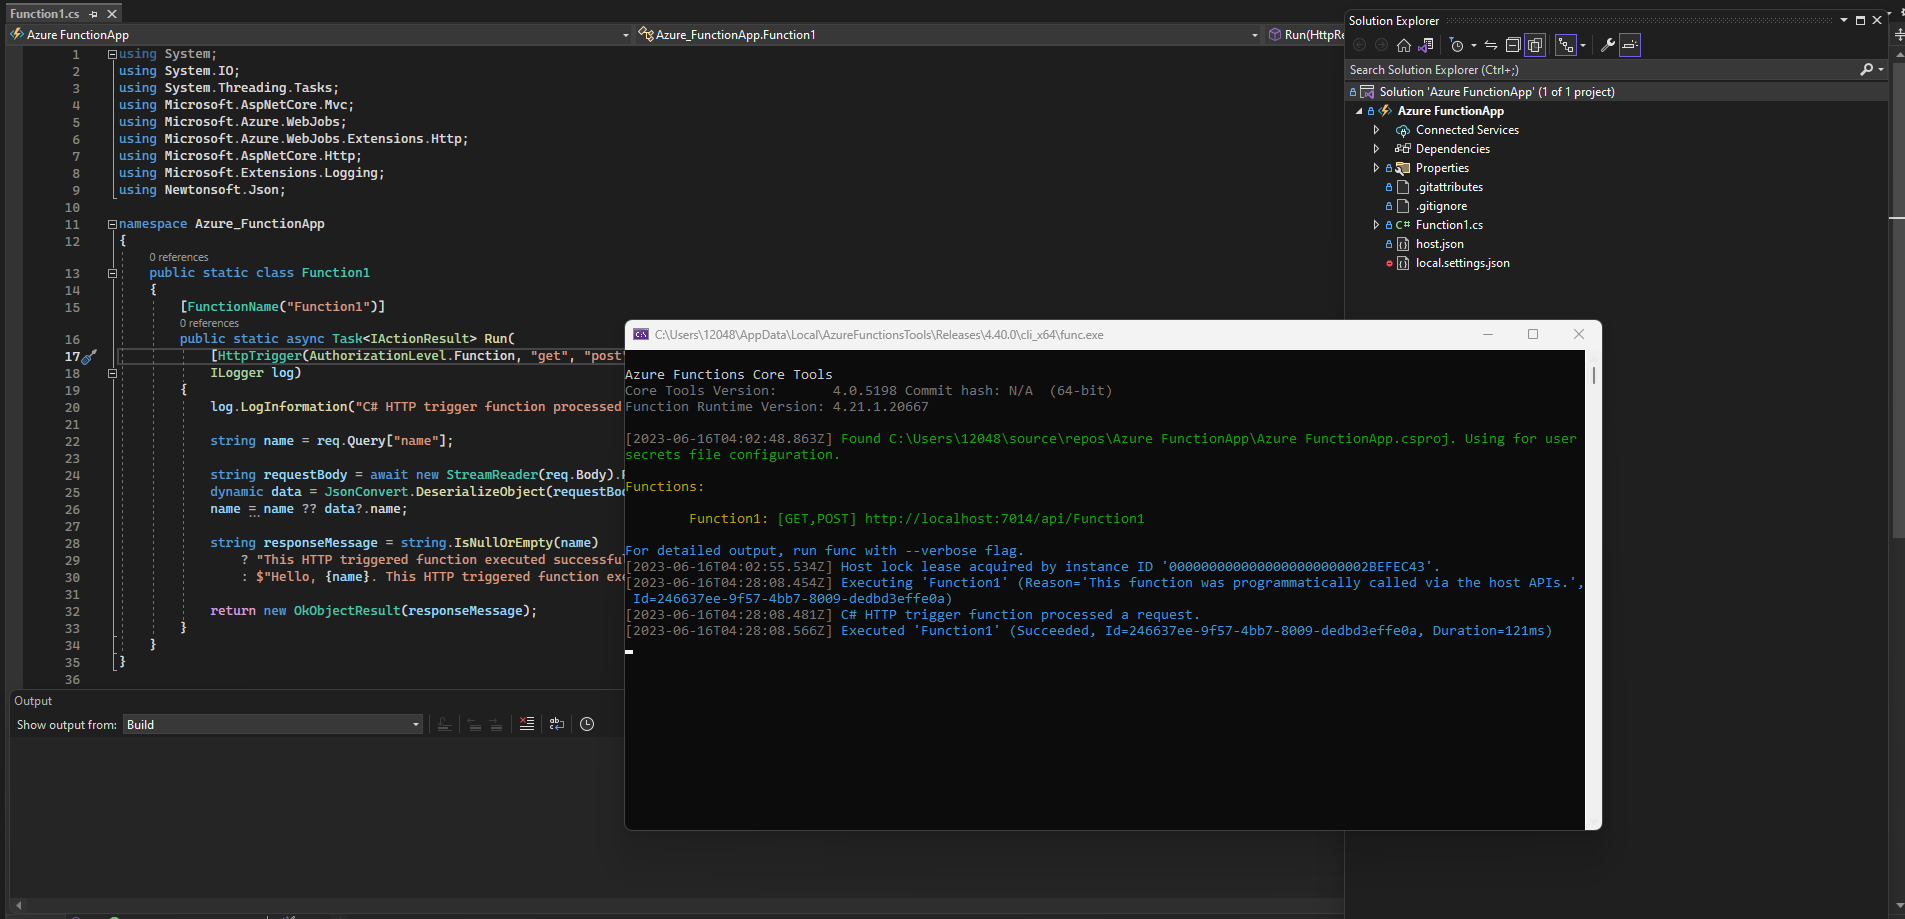 Function1.cs
Azure FunctionApp
Azure_FunctionApp.Function1
Run(HttpRe
1 using System;
2 using System.IO;
3 using System.Threading.Tasks;
4 using Microsoft.AspNetCore.Mvc;
5 using Microsoft.Azure.WebJobs;
6 using Microsoft.Azure.WebJobs.Extensions.Http;
7 using Microsoft.AspNetCore.Http;
8 using Microsoft.Extensions.Logging;
9 using Newtonsoft.Json;
10
11 namespace Azure_FunctionApp
12 {
0 references
13 public static class Function1
14 {
15 [FunctionName("Function1")]
0 references
16 public static async Task<IActionResult> Run(
17 [HttpTrigger(AuthorizationLevel.Function, "get", "post"
18 ILogger log)
19 {
20 log.LogInformation("C# HTTP trigger function processed
21
22 string name = req.Query["name"];
23
24 string requestBody = await new StreamReader(req.Body).
25 dynamic data = JsonConvert.DeserializeObject(requestBod
26 name = name ?? data?.name;
27
28 string responseMessage = string.IsNullOrEmpty(name)
29 ? "This HTTP triggered function executed successfu
30 : $"Hello, {name}. This HTTP triggered function exe
31
32 return new OkObjectResult(responseMessage);
33 }
34 }
35 }
36
Output
Show output from: Build
C:\Users\12048\AppData\Local\AzureFunctionsTools\Releases\4.40.0\cli_x64\func.exe
Azure Functions Core Tools
Core Tools Version: 4.0.5198 Commit hash: N/A (64-bit)
Function Runtime Version: 4.21.1.20667
[2023-06-16T04:02:48.863Z] Found C:\Users\12048\source\repos\Azure FunctionApp\Azure FunctionApp.csproj. Using for user
secrets file configuration.
Functions:
Function1: [GET,POST] http://localhost:7014/api/Function1
For detailed output, run func with --verbose flag.
[2023-06-16T04:02:55.534Z] Host lock lease acquired by instance ID '0000000000000000000000002BEFEC43'.
[2023-06-16T04:28:08.454Z] Executing 'Function1' (Reason='This function was programmatically called via the host APIs.',
Id=246637ee-9f57-4bb7-8009-dedbd3effe0a)
[2023-06-16T04:28:08.481Z] C# HTTP trigger function processed a request.
[2023-06-16T04:28:08.566Z] Executed 'Function1' (Succeeded, Id=246637ee-9f57-4bb7-8009-dedbd3effe0a, Duration=121ms)
Solution Explorer
Search Solution Explorer (Ctrl+;)
Solution 'Azure FunctionApp' (1 of 1 project)
Azure FunctionApp
Connected Services
Dependencies
Properties
.gitattributes
.gitignore
C# Function1.cs
host.json
local.settings.json